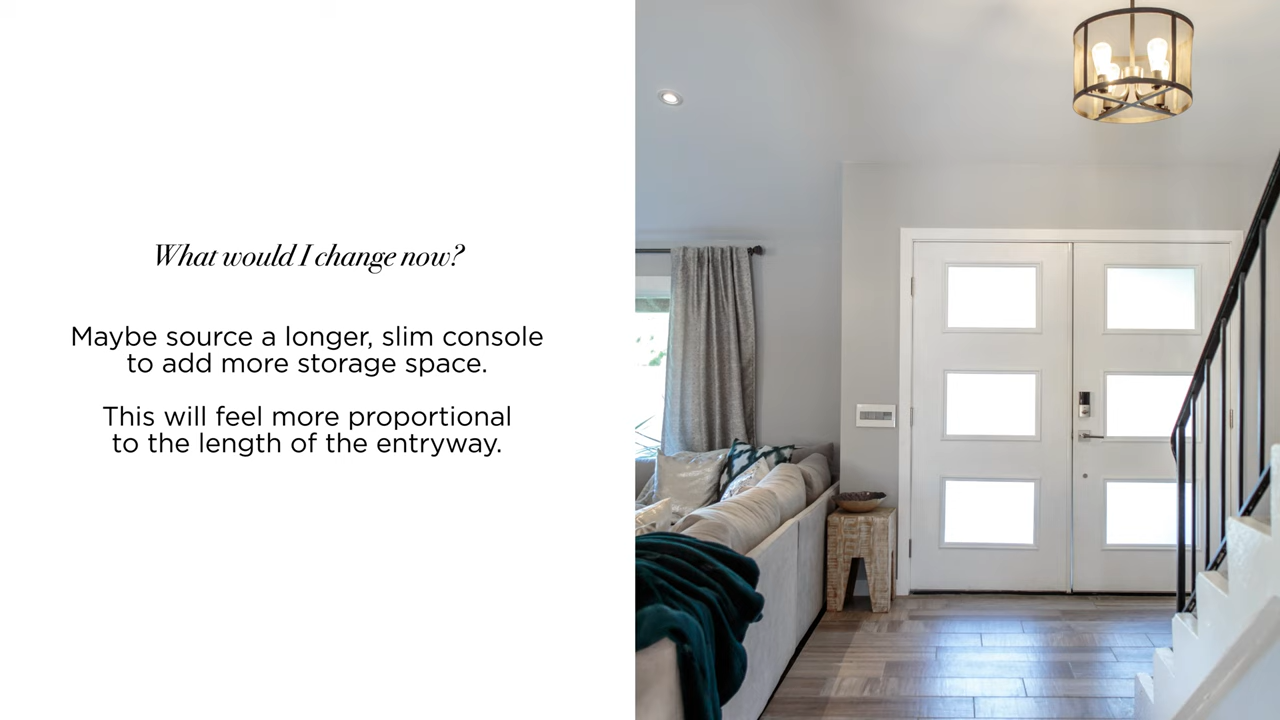 What would I change now?
Maybe source a longer, slim console
to add more storage space.
This will feel more proportional
to the length of the entryway.